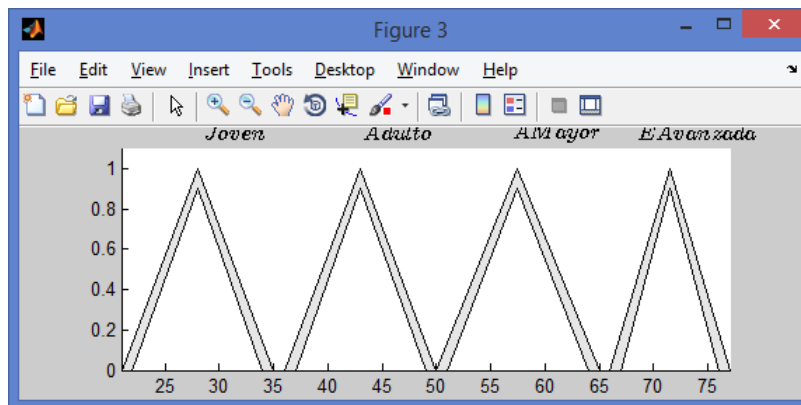 Figure 3
File Edit View Insert Tools Desktop Window Help
Joven Adulto AMayor EAvanzada
1
0.8
0.6
0.4
0.2
0
25 30 35 40 45 50 55 60 65 70 75